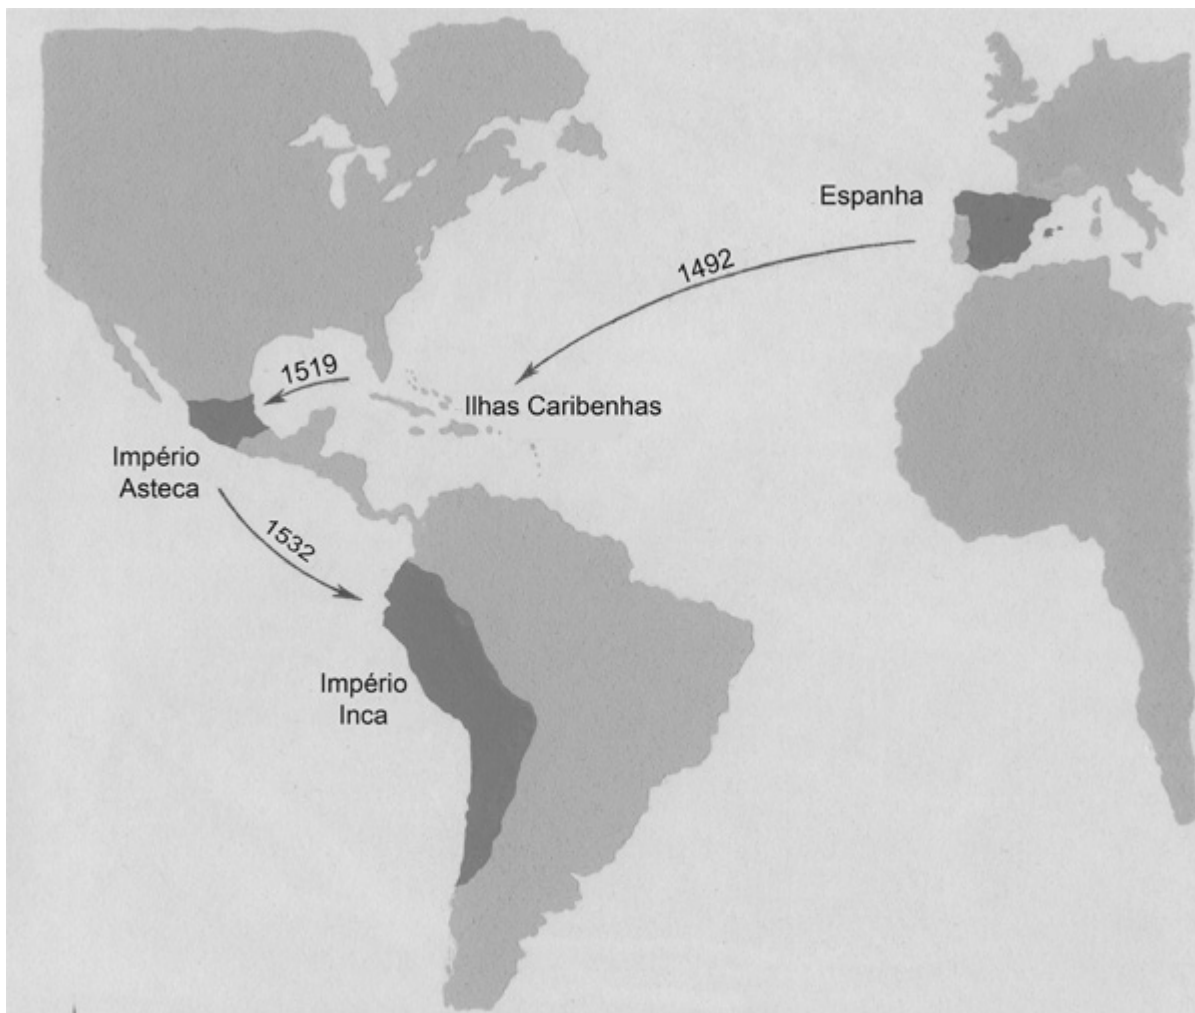 Espanha
1492
1519
Ilhas Caribenhas
Império
Asteca
1532
Império
Inca